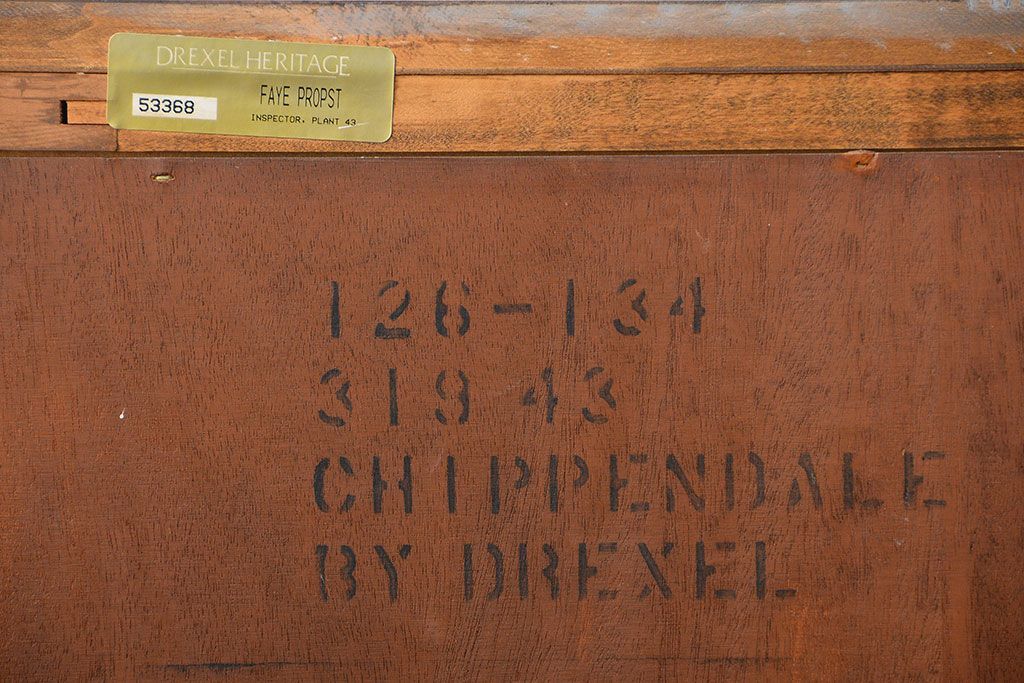 DREXEL HERITAGE
53368
FAYE PROPST
INSPECTOR, PLANT 43
126-134
319 43
CHIPPENDALE
BY DREXEL